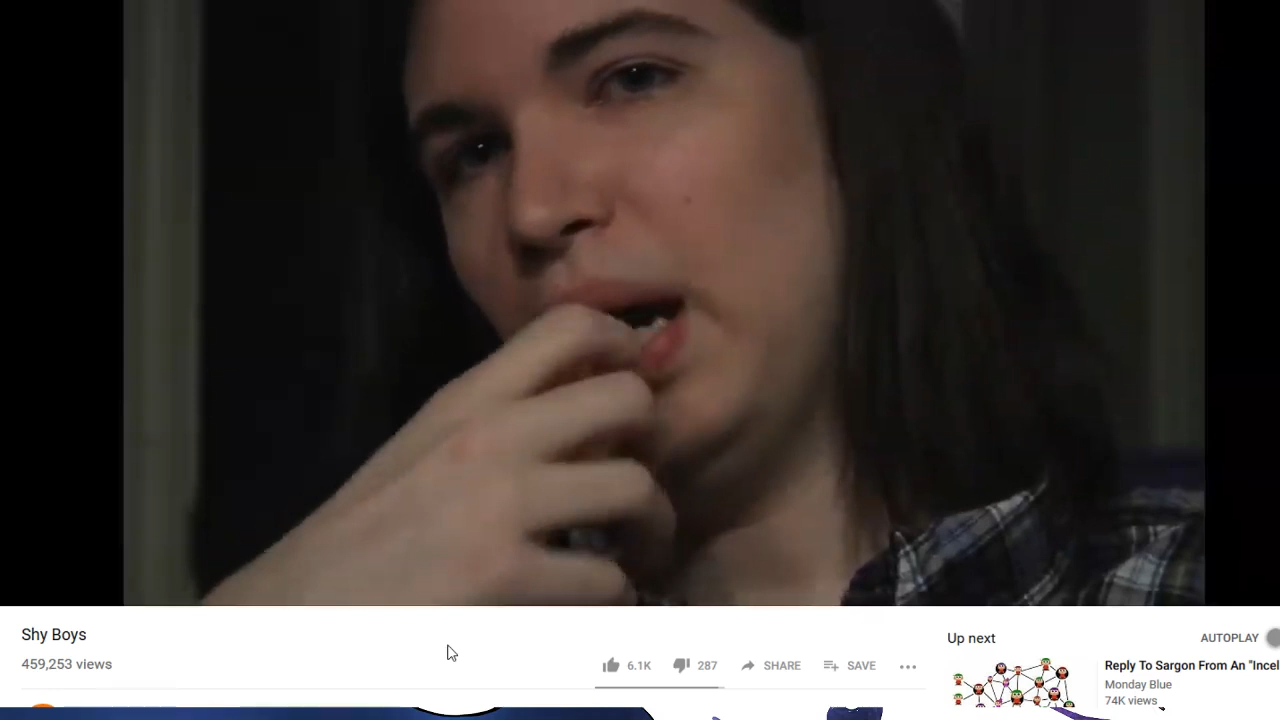 Shy Boys
459,253 views
6.1K
287
SHARE
SAVE
Up next
AUTOPLAY
Reply To Sargon From An "Incel
Monday Blue
74K views